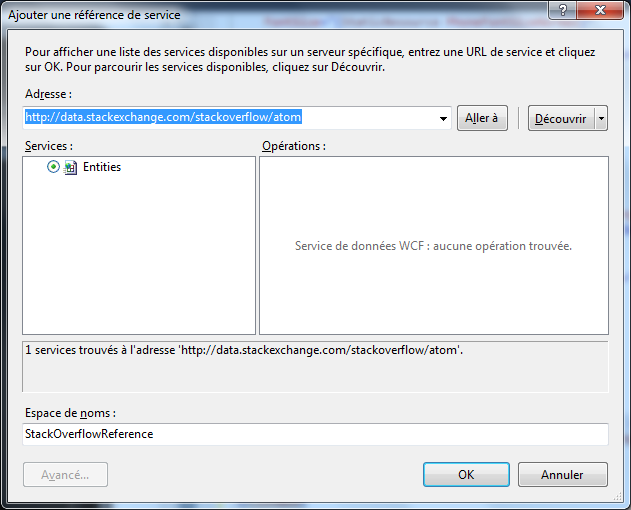 Ajouter une référence de service
Pour afficher une liste des services disponibles sur un serveur spécifique, entrez une URL de service et cliquez
sur OK. Pour parcourir les services disponibles, cliquez sur Découvrir.
Adresse :
http://data.stackexchange.com/stackoverflow/atom
Aller à
Découvrir
Services :
Opérations :
Entities
Service de données WCF : aucune opération trouvée.
1 services trouvés à l'adresse 'http://data.stackexchange.com/stackoverflow/atom'.
Espace de noms :
StackOverflowReference
Avancé...
OK
Annuler